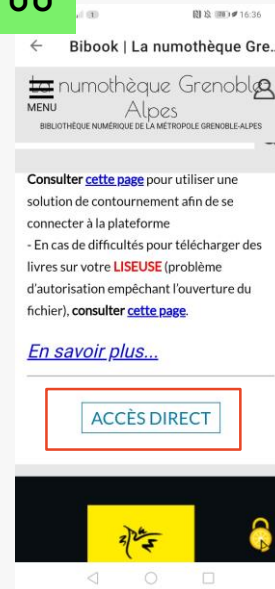 16:36
Bibook | La numothèque Gre..
MENU
La numothèque Grenoble
Alpes
BIBLIOTHÈQUE NUMÉRIQUE DE LA MÉTROPOLE GRENOBLE-ALPES
Consulter cette page pour utiliser une
solution de contournement afin de se
connecter à la plateforme
- En cas de difficultés pour télécharger des
livres sur votre LISEUSE (problème
d'autorisation empêchant l'ouverture du
fichier), consulter cette page.
En savoir plus...
ACCÈS DIRECT